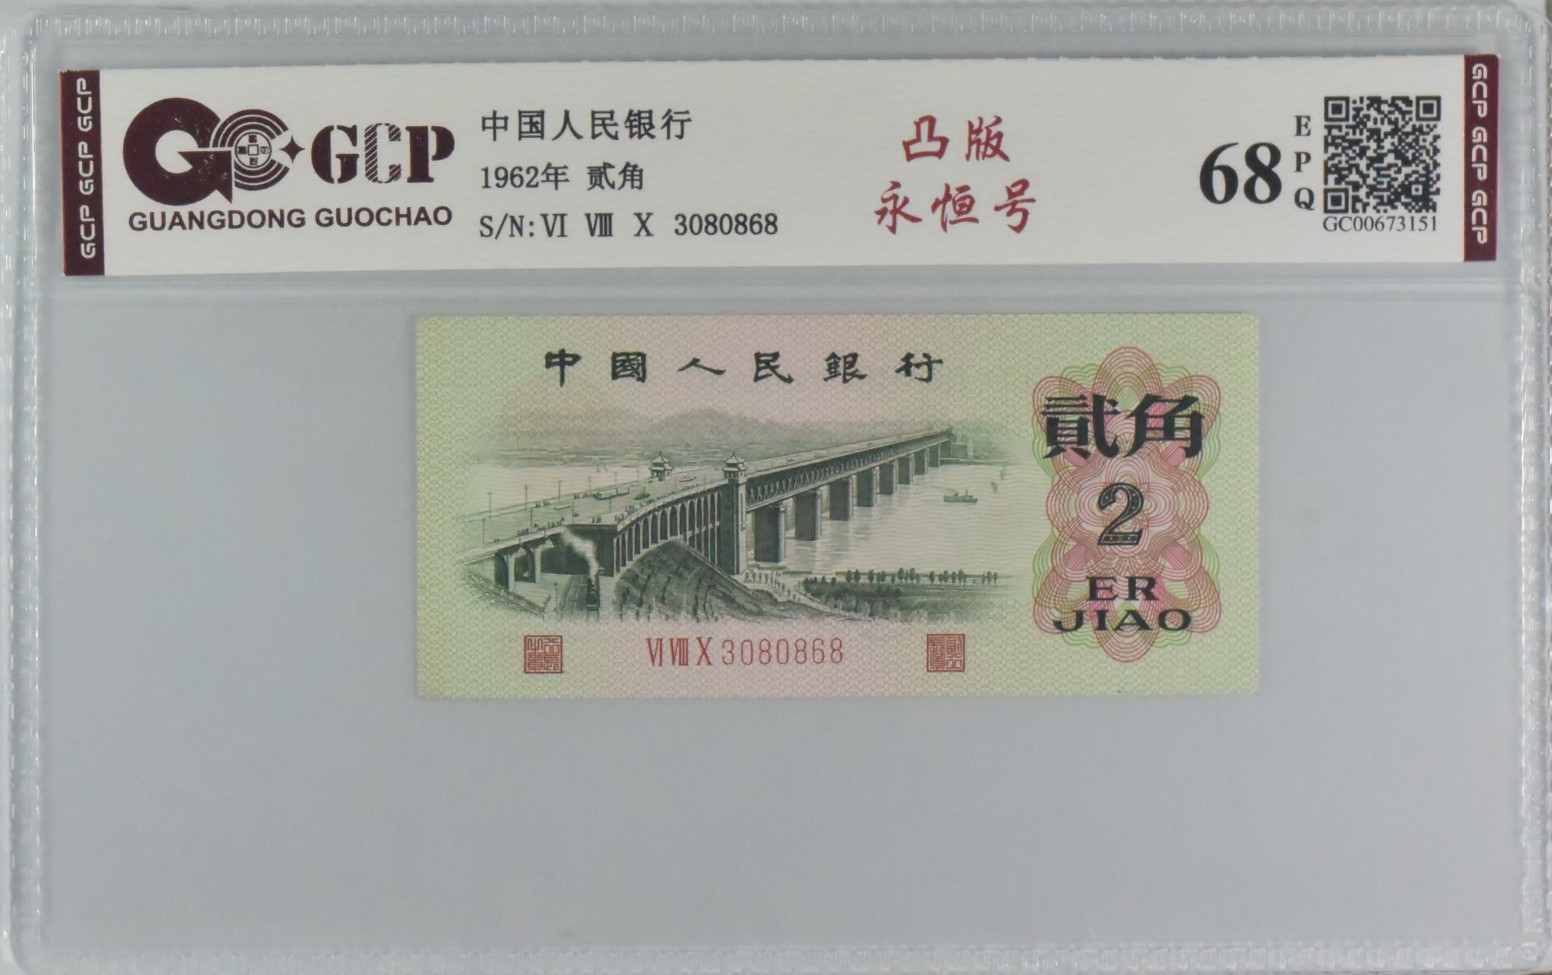 GCP GCP GCP
GCP
GUANGDONG GUOCHAO
中国人民银行
1962年 贰角
S/N: Ⅵ Ⅷ Ⅹ 3080868
凸版
永恒号
68
EPQ
GC00673151
GCP GCP GCP
中國人民銀行
貳角
2
ER
JIAO
Ⅵ Ⅷ Ⅹ 3080868